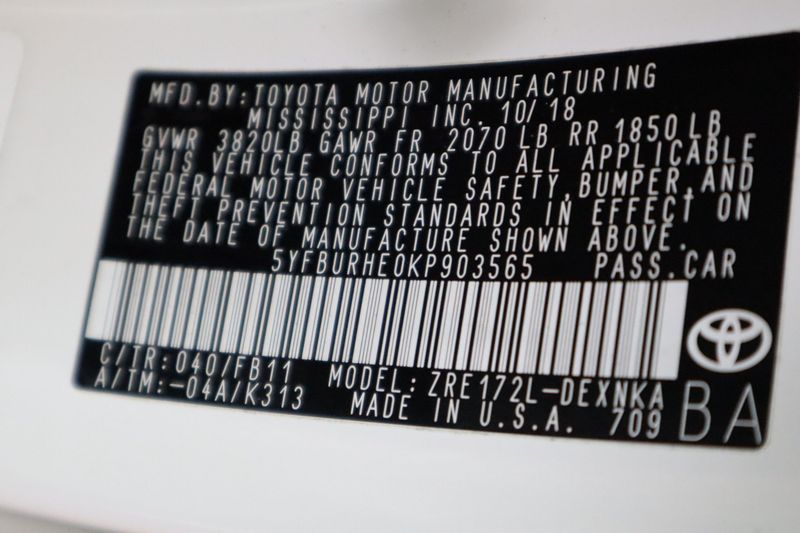 MFD.BY:TOYOTA MOTOR MANUFACTURING
MISSISSIPPI INC. 10/18
GVWR 3820LB GAWR FR 2070 LB RR 1850LB
THIS VEHICLE CONFORMS TO ALL APPLICABLE
FEDERAL MOTOR VEHICLE SAFETY,BUMPER,AND
THEFT PREVENTION STANDARDS IN EFFECT ON
THE DATE OF MANUFACTURE SHOWN ABOVE.
5YFBURHE0KP903565 PASS.CAR
C/TR:040/FB11 MODEL: ZRE172L-DEXNKA
A/TM:-04A/K313 MADE IN U.S.A. 709 BA